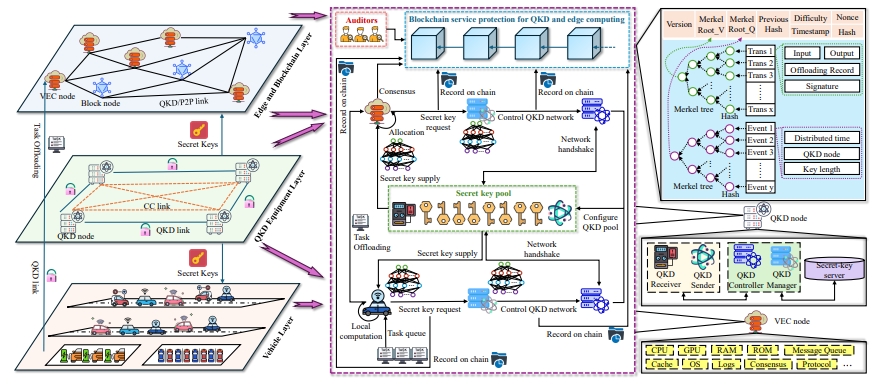 VEC node
Block node
QKD/P2P link
Edge and Blockchain Layer
Task Offloading
Secret Keys
CC link
QKD node
QKD link
QKD Equipment Layer
QKD link
Secret Keys
Vehicle Layer
Auditors
Blockchain service protection for QKD and edge computing
Record on chain
Consensus
Record on chain
Record on chain
Secret key
request
Control QKD network
Allocation
Network
handshake
Secret key supply
Secret key pool
Task
Offloading
Configure
QKD pool
Secret key supply
Network
handshake
Local
computation
Secret key request
Control QKD network
Task queue
Record on chain
Record on chain
Version
Merkel
Root_V
Merkel
Root_Q
Previous
Hash
Difficulty
Timestamp
Nonce
Hash
Trans 1
Trans 2
Trans 3
Trans x
Merkel tree
Hash
Input
Output
Offloading Record
Signature
Event 1
Event 2
Event 3
Event y
Merkel tree
Hash
Distributed time
QKD node
Key length
QKD node
QKD
Receiver
QKD
Sender
QKD
Controller
QKD
Manager
Secret-key
server
VEC node
CPU
GPU
RAM
ROM
Message Queue
Cache
OS
Logs
Consensus
Protocol
...